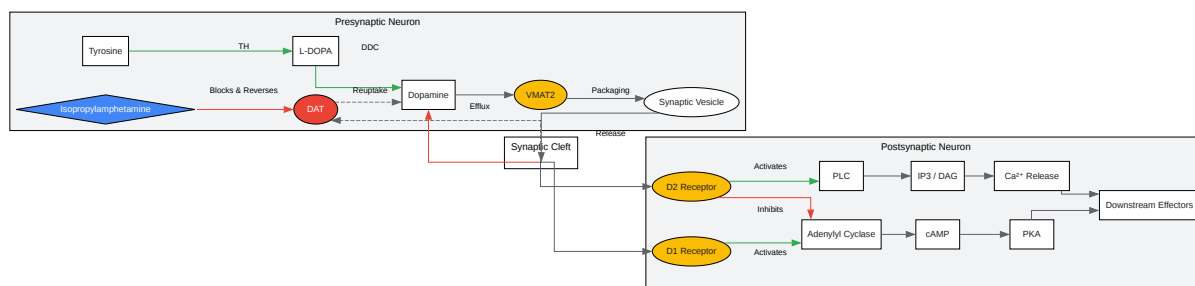 Presynaptic Neuron
Tyrosine
TH
L-DOPA
DDC
Isopropylamphetamine
Blocks & Reverses
DAT
Reuptake
Dopamine
Efflux
VMAT2
Packaging
Synaptic Vesicle
Release
Synaptic Cleft
Postsynaptic Neuron
D2 Receptor
Activates
PLC
IP3 / DAG
Ca²⁺ Release
Inhibits
Downstream Effectors
Adenylyl Cyclase
cAMP
PKA
D1 Receptor
Activates